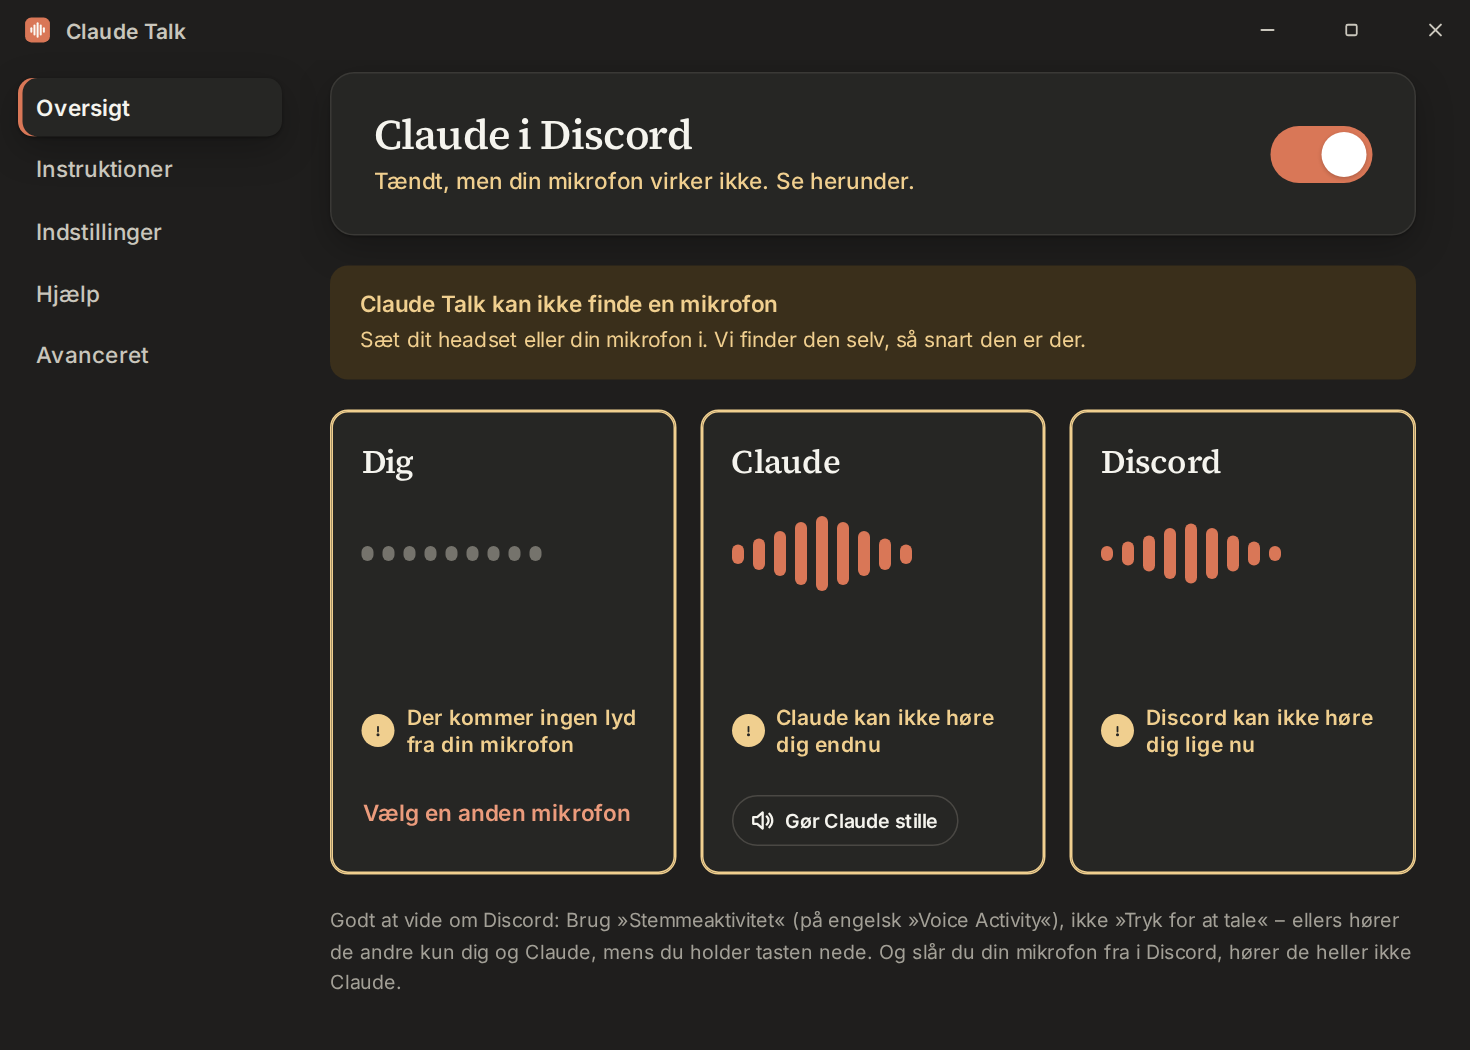 Claude Talk
Oversigt
Instruktioner
Indstillinger
Hjælp
Avanceret
Claude i Discord
Tændt, men din mikrofon virker ikke. Se herunder.
Claude Talk kan ikke finde en mikrofon
Sæt dit headset eller din mikrofon i. Vi finder den selv, så snart den er der.
Dig
! Der kommer ingen lyd
fra din mikrofon
Vælg en anden mikrofon
Claude
! Claude kan ikke høre
dig endnu
Gør Claude stille
Discord
! Discord kan ikke høre
dig lige nu
Godt at vide om Discord: Brug »Stemmeaktivitet« (på engelsk »Voice Activity«), ikke »Tryk for at tale« – ellers hører
de andre kun dig og Claude, mens du holder tasten nede. Og slår du din mikrofon fra i Discord, hører de heller ikke
Claude.